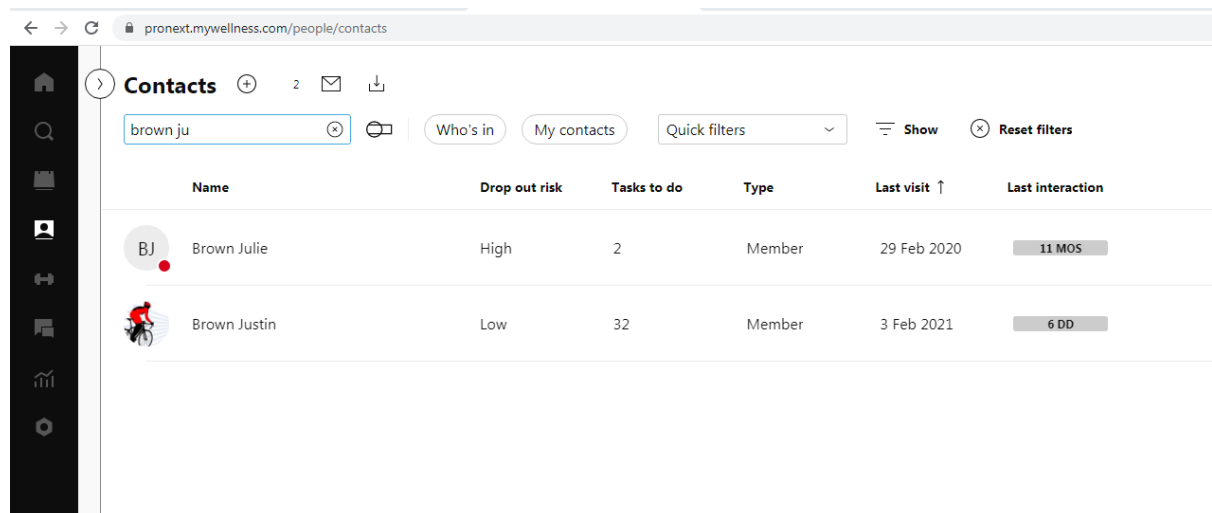 pronext.mywellness.com/people/contacts
Contacts 2
brown ju Who's in My contacts Quick filters Show Reset filters
Name Drop out risk Tasks to do Type Last visit ↑ Last interaction
BJ Brown Julie High 2 Member 29 Feb 2020 11 MOS
Brown Justin Low 32 Member 3 Feb 2021 6 DD